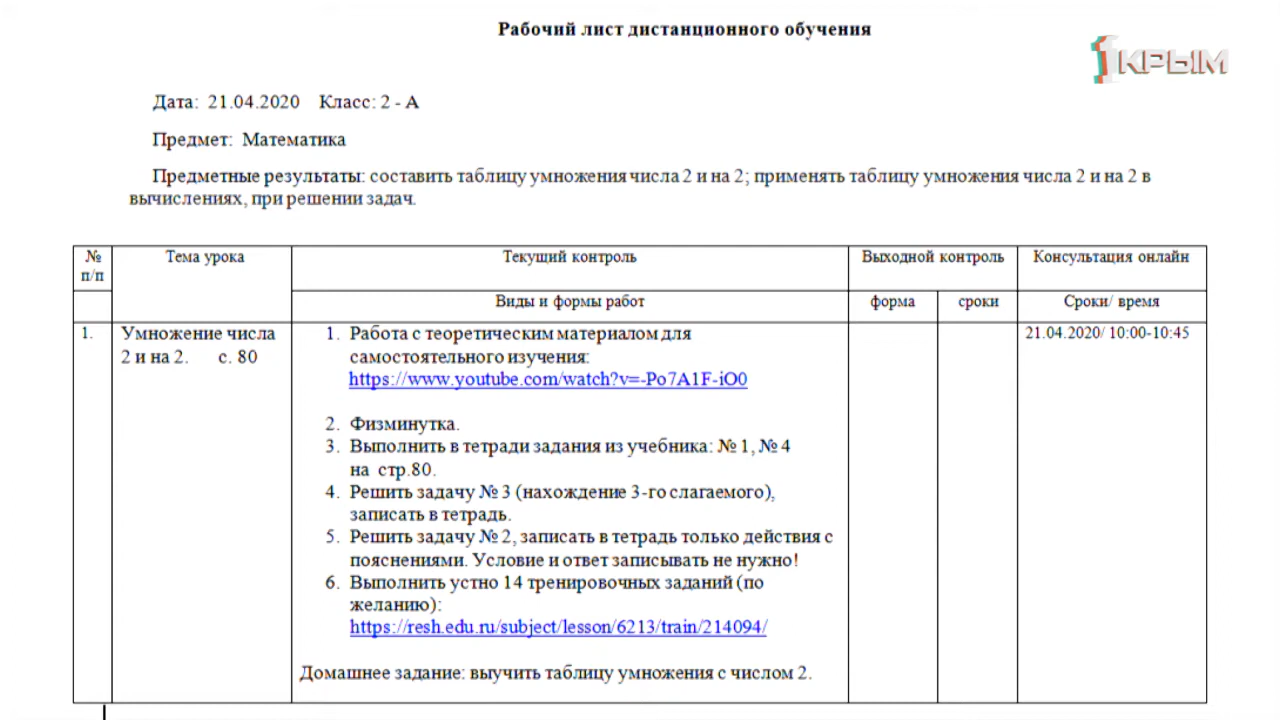 Рабочий лист дистанционного обучения
1КРЫМ
Дата: 21.04.2020 Класс: 2 - А
Предмет: Математика
Предметные результаты: составить таблицу умножения числа 2 и на 2; применять таблицу умножения числа 2 и на 2 в
вычислениях, при решении задач.
№
п/п
Тема урока
Текущий контроль
Выходной контроль
Консультация онлайн
Виды и формы работ
форма
сроки
Сроки/ время
1.
Умножение числа
2 и на 2. с. 80
1. Работа с теоретическим материалом для
самостоятельного изучения:
https://www.youtube.com/watch?v=-Po7A1F-iO0
2. Физминутка.
3. Выполнить в тетради задания из учебника: № 1, № 4
на стр.80.
4. Решить задачу № 3 (нахождение 3-го слагаемого),
записать в тетрадь.
5. Решить задачу № 2, записать в тетрадь только действия с
пояснениями. Условие и ответ записывать не нужно!
6. Выполнить устно 14 тренировочных заданий (по
желанию):
https://resh.edu.ru/subject/lesson/6213/train/214094/
Домашнее задание: выучить таблицу умножения с числом 2.
21.04.2020/ 10:00-10:45